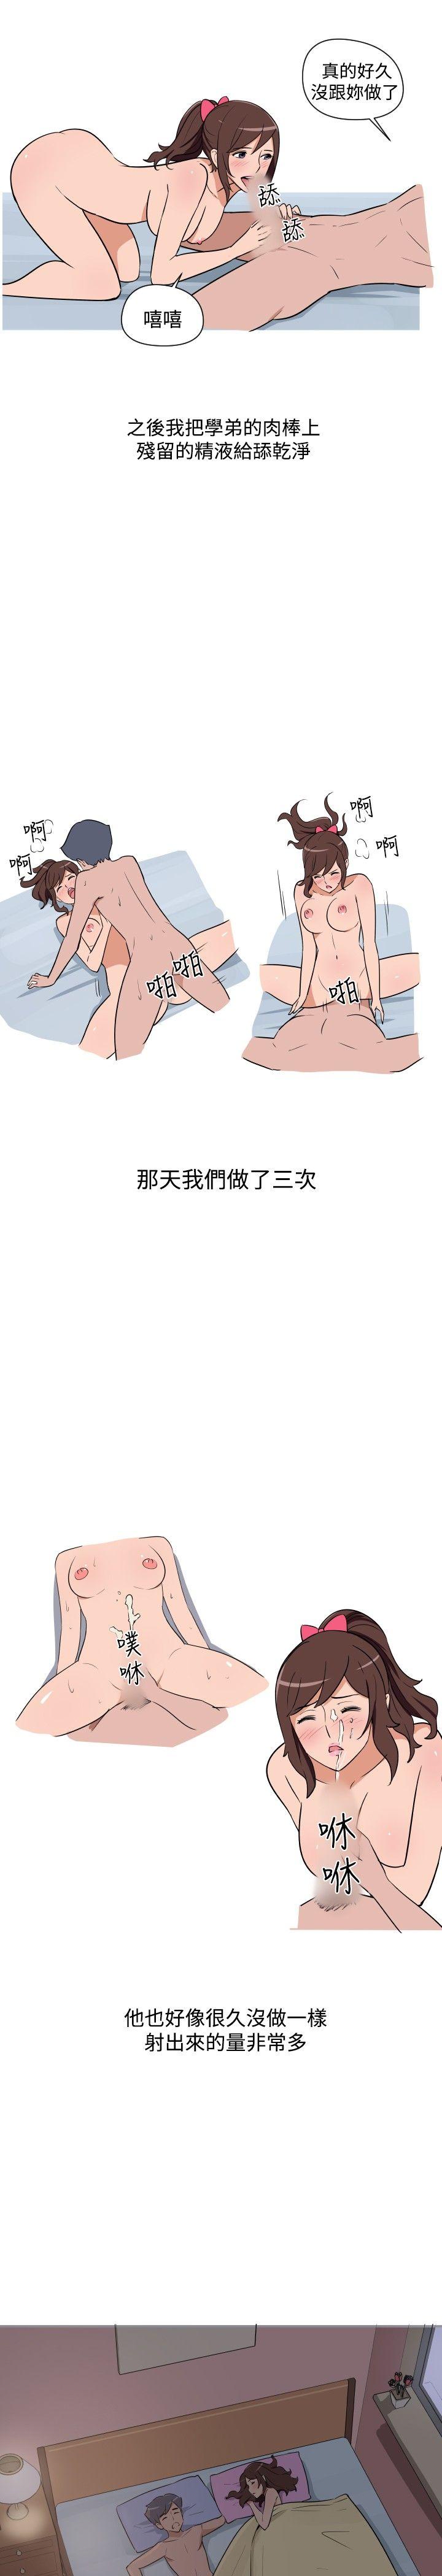 真的好久
沒跟妳做了
舔
舔
嘻嘻
之後我把學弟的肉棒上
殘留的精液給舔乾淨
啊
啊
啪
啪
啊
啊
啪
那天我們做了三次
噗
咻
咻
咻
他也好像很久沒做一樣
射出來的量非常多